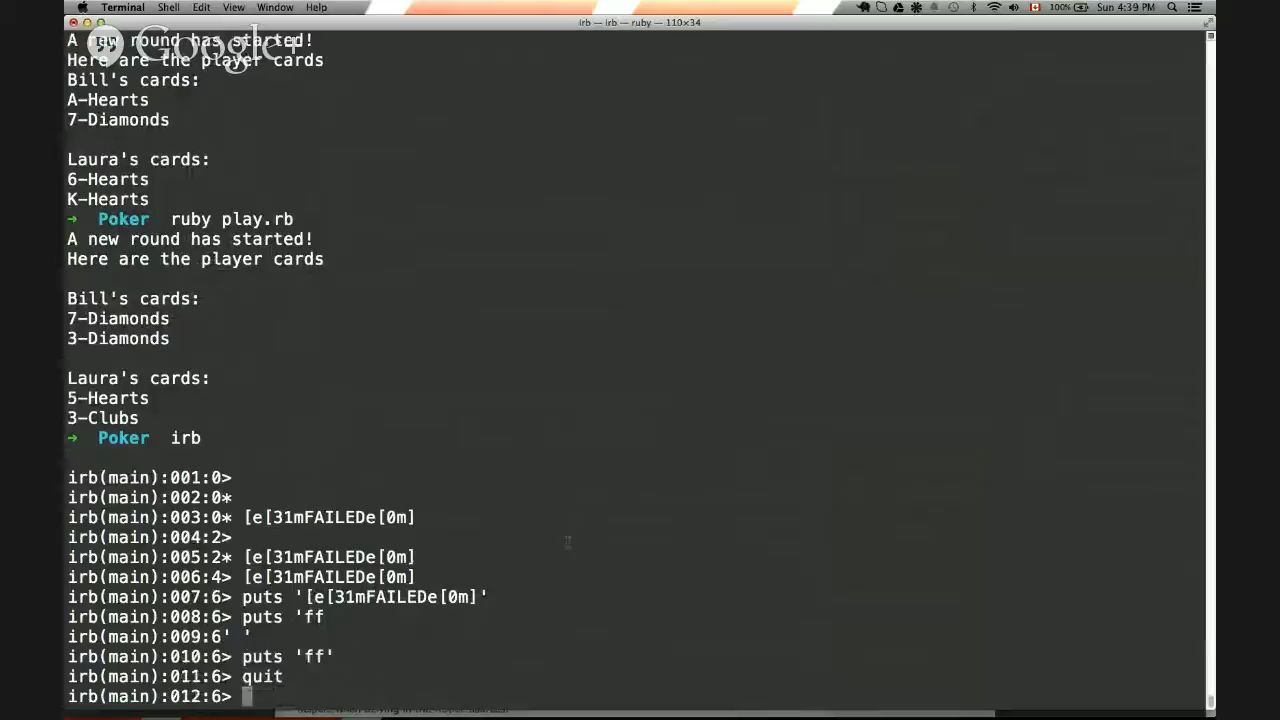 Terminal Shell Edit View Window Help 100% Sun 4:39 PM
irb — irb — ruby — 110×34
A new round has started!
Google+
Here are the player cards
Bill's cards:
A-Hearts
7-Diamonds
Laura's cards:
6-Hearts
K-Hearts
→ Poker ruby play.rb
A new round has started!
Here are the player cards
Bill's cards:
7-Diamonds
3-Diamonds
Laura's cards:
5-Hearts
3-Clubs
→ Poker irb
irb(main):001:0>
irb(main):002:0*
irb(main):003:0* [e[31mFAILEDe[0m]
irb(main):004:2>
irb(main):005:2* [e[31mFAILEDe[0m]
irb(main):006:4> [e[31mFAILEDe[0m]
irb(main):007:6> puts '[e[31mFAILEDe[0m]'
irb(main):008:6> puts 'ff
irb(main):009:6' '
irb(main):010:6> puts 'ff'
irb(main):011:6> quit
irb(main):012:6>